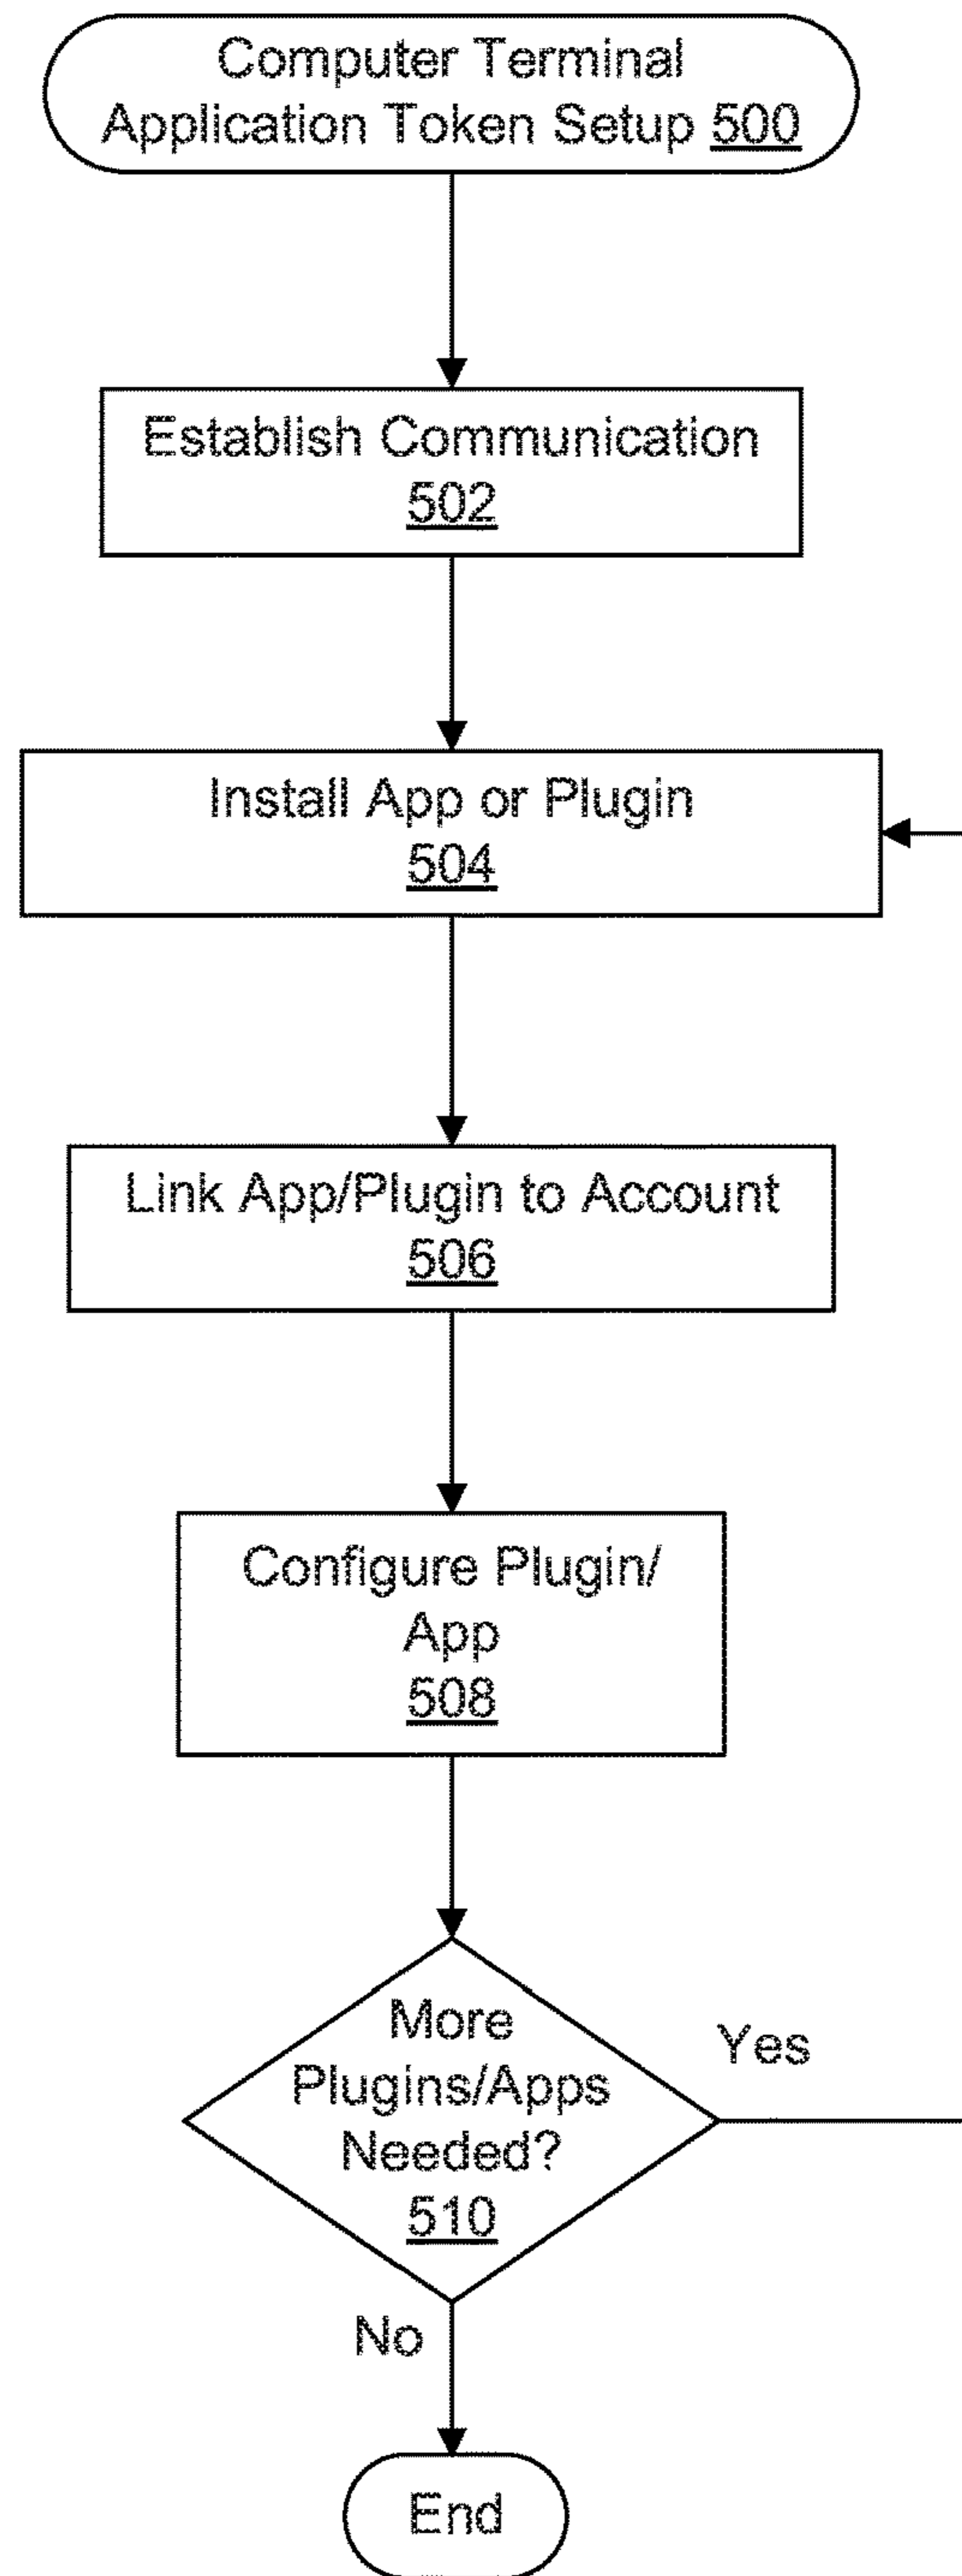 Computer Terminal
Application Token Setup 500
Establish Communication
502
Install App or Plugin
504
Link App/Plugin to Account
506
Configure Plugin/
App
508
More
Plugins/Apps
Needed?
510
Yes
No
End